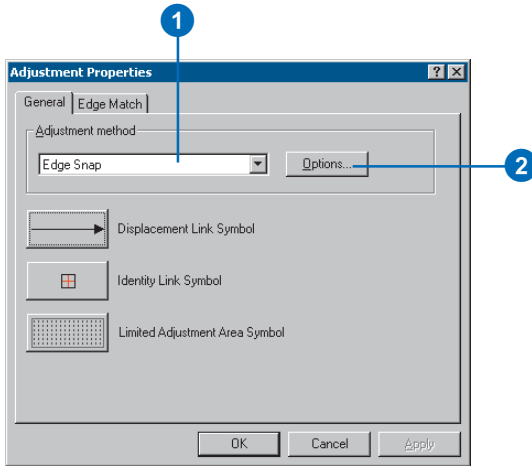 1
Adjustment Properties
? ×
General Edge Match
Adjustment method
Edge Snap Options... 2
Displacement Link Symbol
Identity Link Symbol
Limited Adjustment Area Symbol
OK Cancel Apply